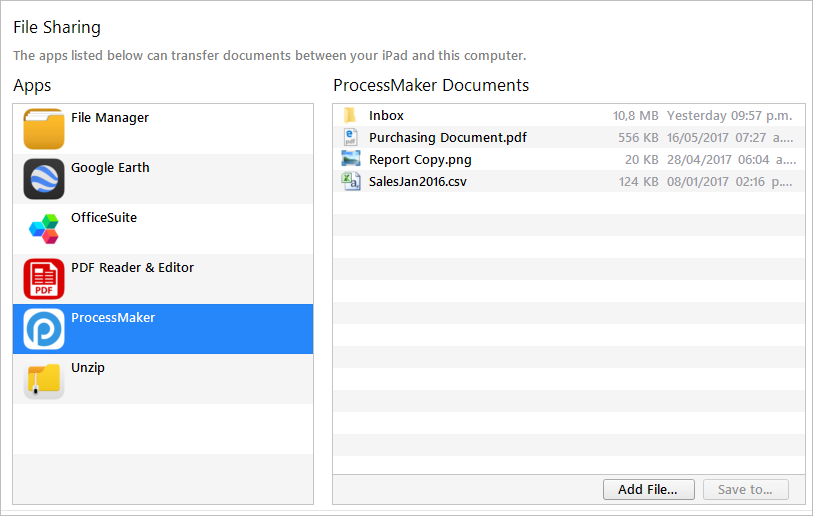 File Sharing
The apps listed below can transfer documents between your iPad and this computer.
Apps
File Manager
Google Earth
OfficeSuite
PDF
PDF Reader & Editor
ProcessMaker
Unzip
ProcessMaker Documents
Inbox 10,8 MB Yesterday 09:57 p.m.
Purchasing Document.pdf 556 KB 16/05/2017 07:27 a....
Report Copy.png 20 KB 28/04/2017 06:04 a....
SalesJan2016.csv 124 KB 08/01/2017 02:16 p....
Add File... Save to...